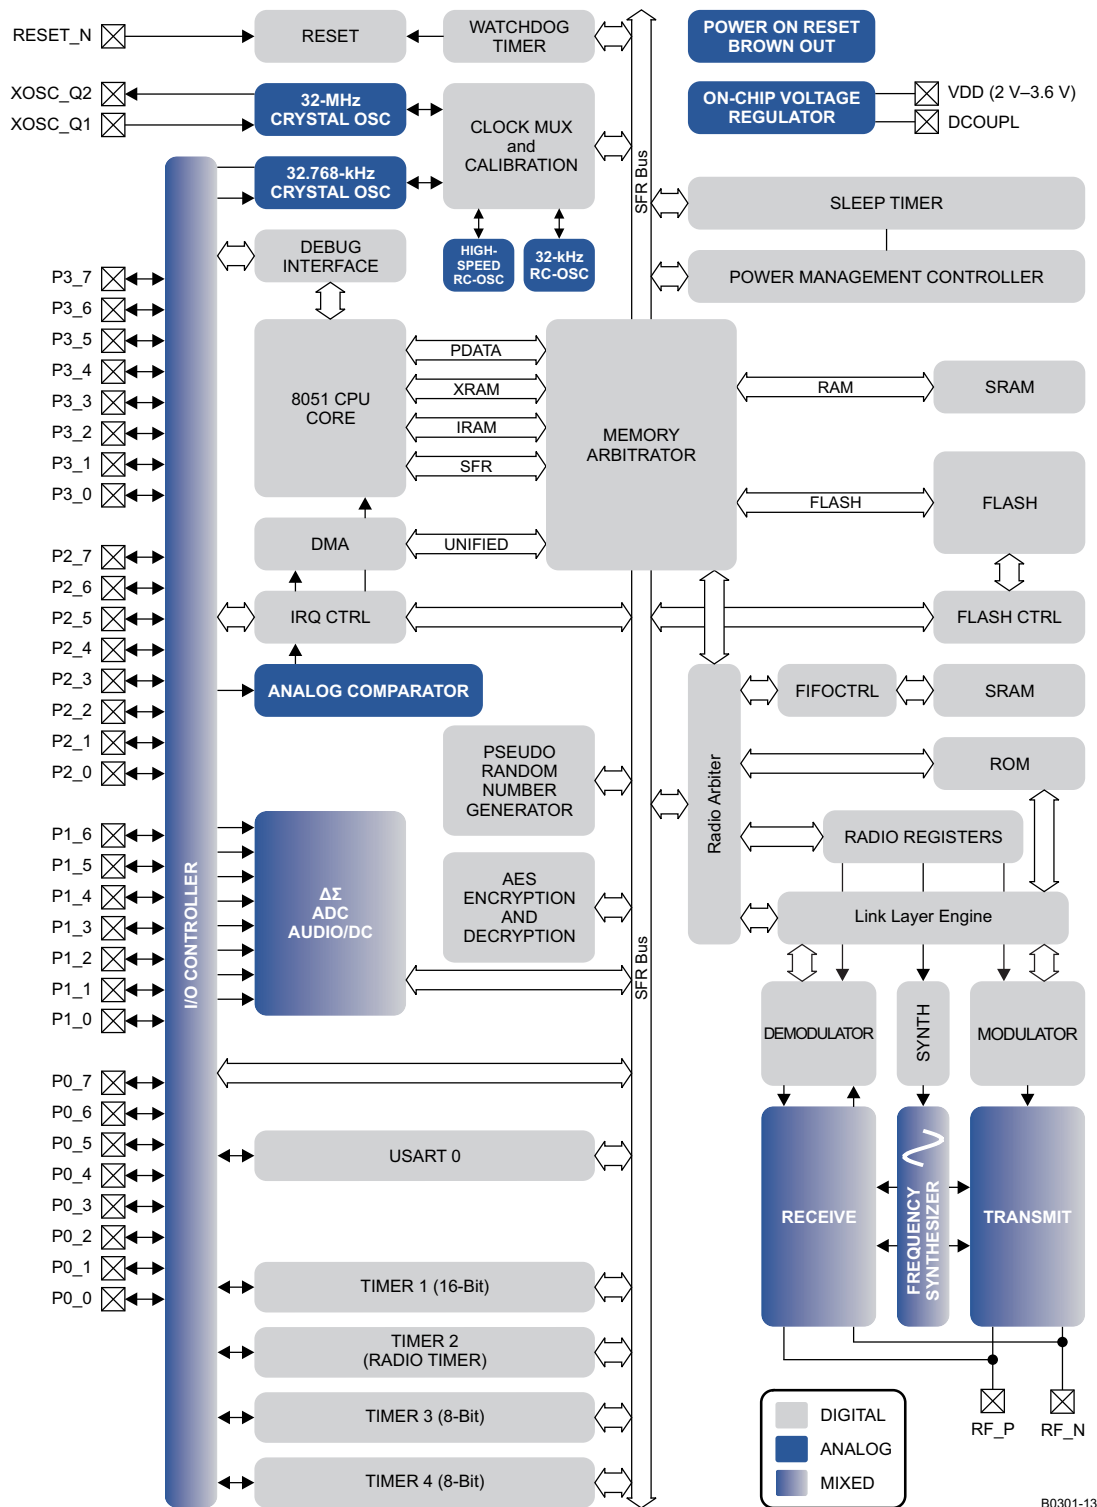 RESET_N
RESET
WATCHDOG
TIMER
POWER ON RESET
BROWN OUT
XOSC_Q2
XOSC_Q1
32-MHz
CRYSTAL OSC
CLOCK MUX
and
CALIBRATION
SFR Bus
ON-CHIP VOLTAGE
REGULATOR
VDD (2 V–3.6 V)
DCOUPL
32.768-kHz
CRYSTAL OSC
SLEEP TIMER
DEBUG
INTERFACE
HIGH-
SPEED
RC-OSC
32-kHz
RC-OSC
POWER MANAGEMENT CONTROLLER
P3_7
P3_6
P3_5
P3_4
P3_3
P3_2
P3_1
P3_0
8051 CPU
CORE
PDATA
XRAM
IRAM
SFR
MEMORY
ARBITRATOR
RAM
SRAM
FLASH
FLASH
DMA
UNIFIED
P2_7
P2_6
P2_5
P2_4
P2_3
P2_2
P2_1
P2_0
IRQ CTRL
FLASH CTRL
ANALOG COMPARATOR
FIFOCTRL
SRAM
PSEUDO
RANDOM
NUMBER
GENERATOR
Radio Arbiter
ROM
P1_6
P1_5
P1_4
P1_3
P1_2
P1_1
P1_0
I/O CONTROLLER
ΔΣ
ADC
AUDIO/DC
AES
ENCRYPTION
AND
DECRYPTION
SFR Bus
RADIO REGISTERS
Link Layer Engine
DEMODULATOR
SYNTH
MODULATOR
P0_7
P0_6
P0_5
P0_4
P0_3
P0_2
P0_1
P0_0
USART 0
RECEIVE
FREQUENCY
SYNTHESIZER
TRANSMIT
TIMER 1 (16-Bit)
TIMER 2
(RADIO TIMER)
TIMER 3 (8-Bit)
TIMER 4 (8-Bit)
RF_P
RF_N
DIGITAL
ANALOG
MIXED
B0301-13